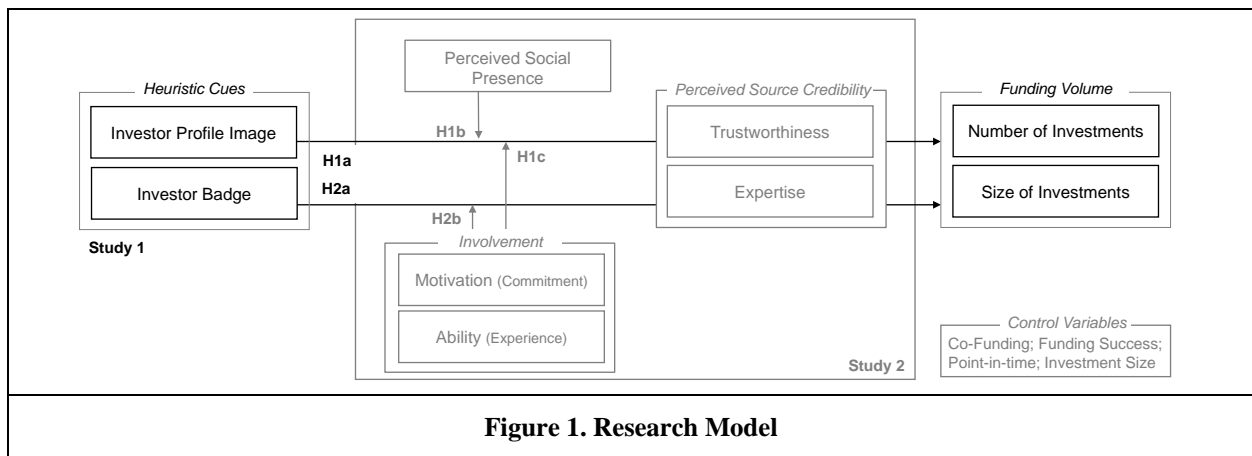 Heuristic Cues
Investor Profile Image
Investor Badge
Study 1
H1a
H2a
Perceived Social
Presence
H1b
H1c
H2b
Involvement
Motivation (Commitment)
Ability (Experience)
Perceived Source Credibility
Trustworthiness
Expertise
Study 2
Funding Volume
Number of Investments
Size of Investments
Control Variables
Co-Funding; Funding Success;
Point-in-time; Investment Size
Figure 1. Research Model